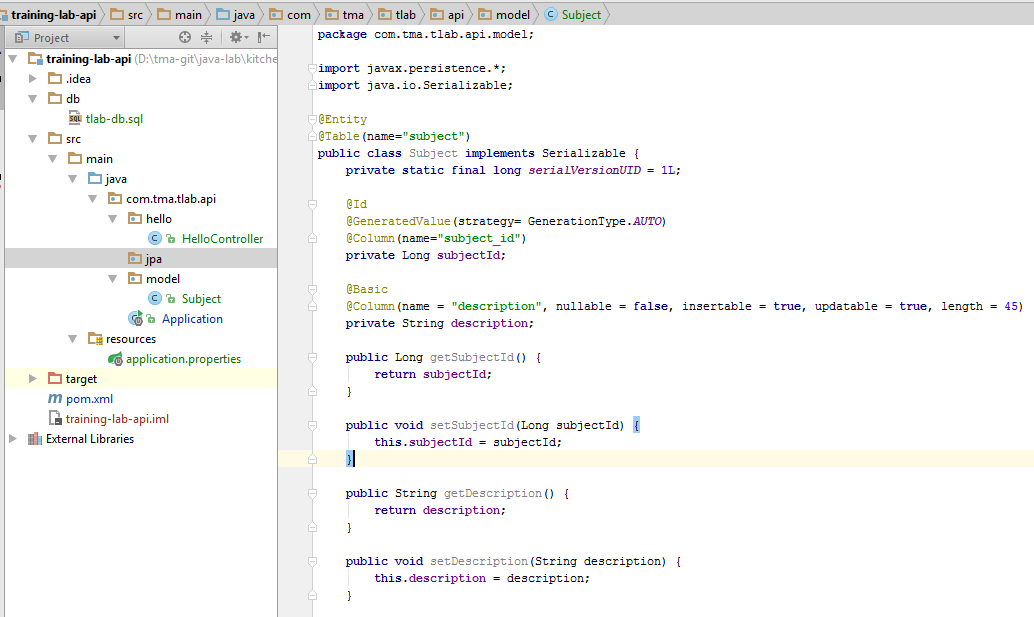 training-lab-api src main java com tma tlab api model Subject
Project
training-lab-api (D:\tma-git\java-lab\kitche
.idea
db
tlab-db.sql
src
main
java
com.tma.tlab.api
hello
HelloController
jpa
model
Subject
Application
resources
application.properties
target
pom.xml
training-lab-api.iml
External Libraries
package com.tma.tlab.api.model;
import javax.persistence.*;
import java.io.Serializable;
@Entity
@Table(name="subject")
public class Subject implements Serializable {
private static final long serialVersionUID = 1L;
@Id
@GeneratedValue(strategy= GenerationType.AUTO)
@Column(name="subject_id")
private Long subjectId;
@Basic
@Column(name = "description", nullable = false, insertable = true, updatable = true, length = 45)
private String description;
public Long getSubjectId() {
return subjectId;
}
public void setSubjectId(Long subjectId) {
this.subjectId = subjectId;
}
public String getDescription() {
return description;
}
public void setDescription(String description) {
this.description = description;
}